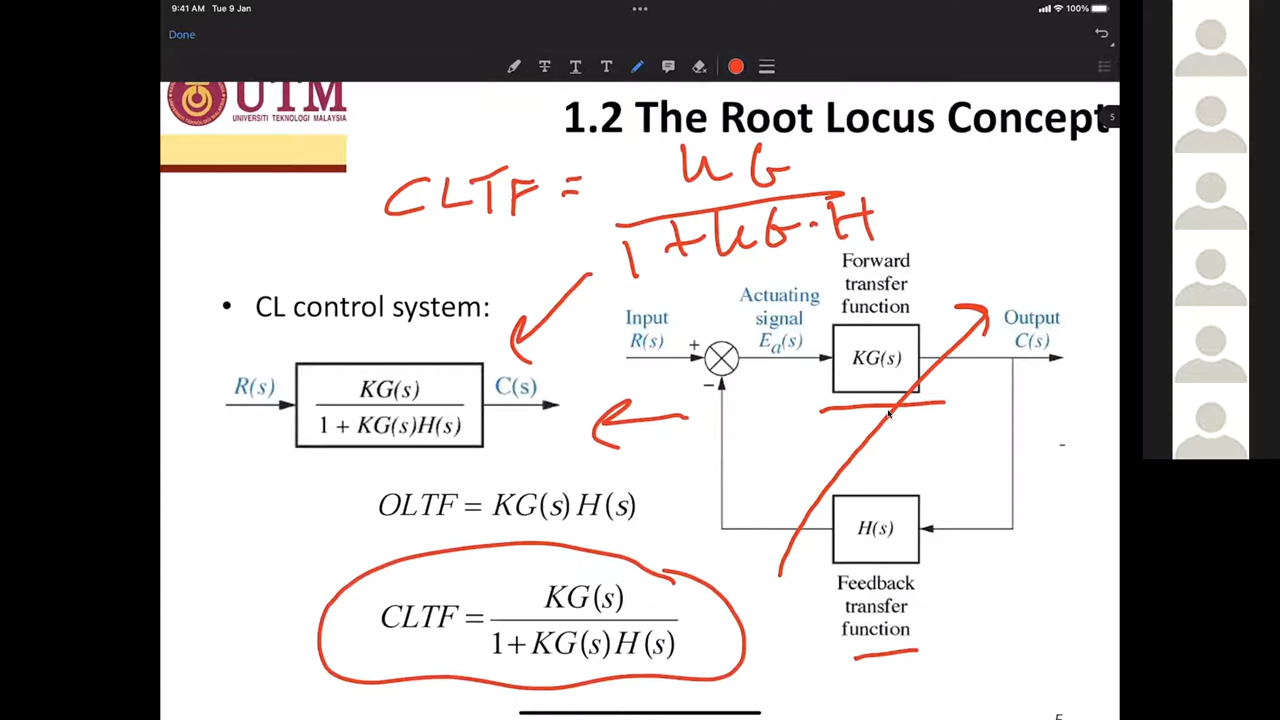 9:41 AM Tue 9 Jan
100%
Done
UTM
UNIVERSITI TEKNOLOGI MALAYSIA
1.2 The Root Locus Concept
5
CLTF = KG / 1+KG·H
• CL control system:
R(s)
KG(s)
1 + KG(s)H(s)
C(s)
Input
R(s)
+
−
Actuating
signal
Ea(s)
Forward
transfer
function
KG(s)
Output
C(s)
H(s)
Feedback
transfer
function
OLTF = KG(s)H(s)
CLTF = KG(s) / 1+KG(s)H(s)
5